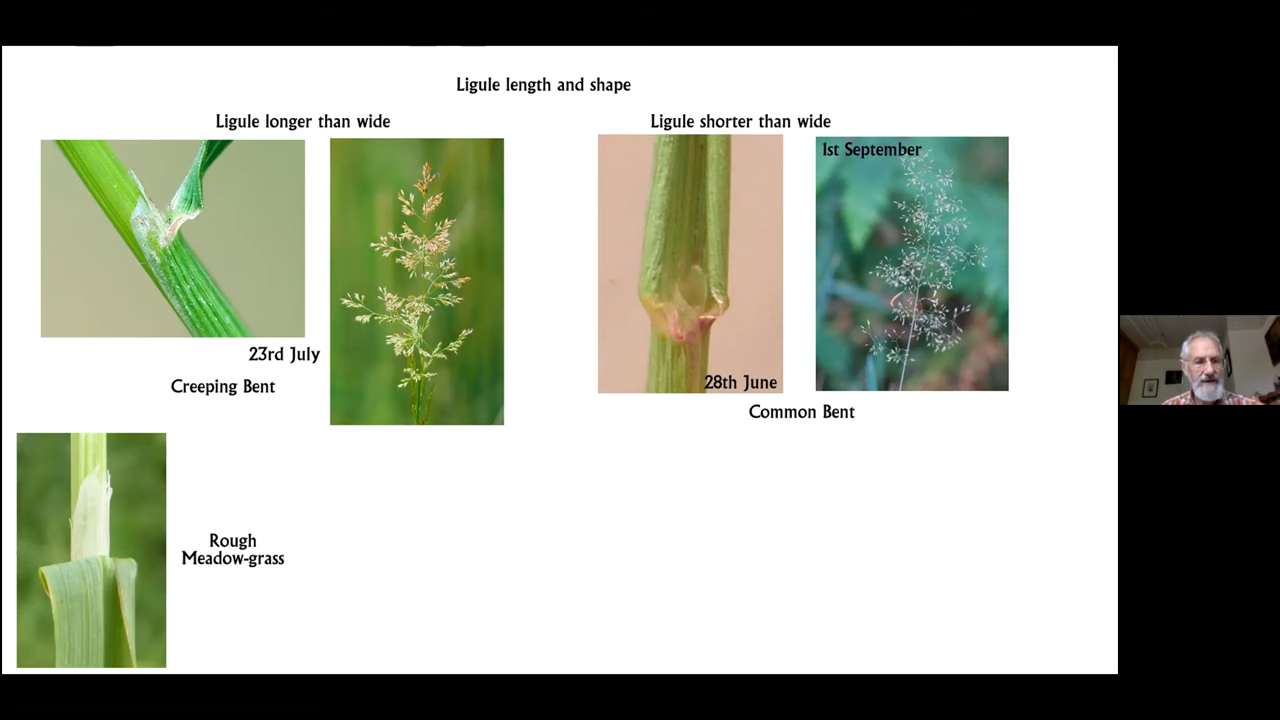 Ligule length and shape
Ligule longer than wide
Ligule shorter than wide
1st September
23rd July
Creeping Bent
28th June
Common Bent
Rough
Meadow-grass